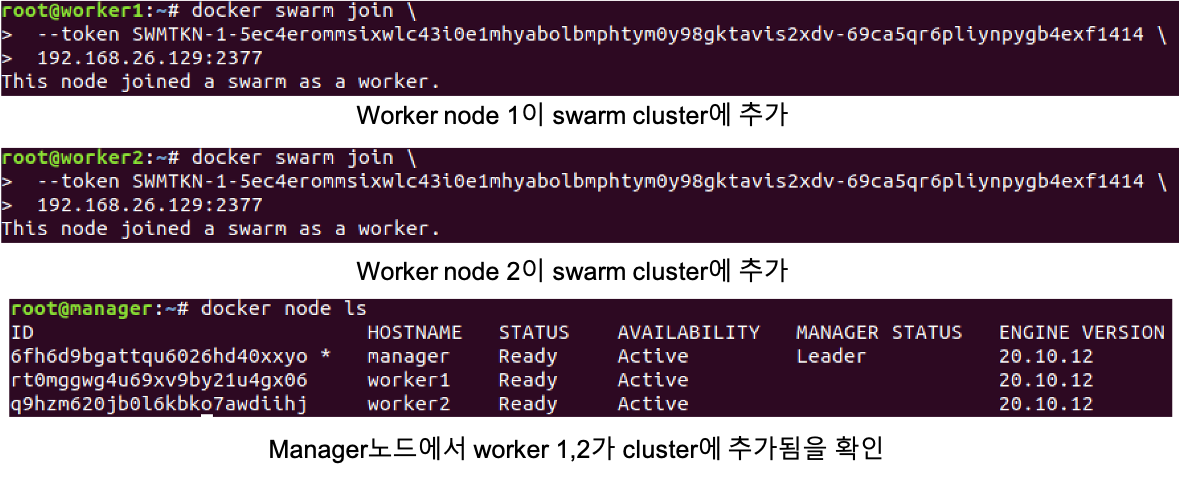 root@worker1:~# docker swarm join \
>  --token SWMTKN-1-5ec4erommsixwlc43i0e1mhyabolbmphtym0y98gktavis2xdv-69ca5qr6pliynpygb4exf1414 \
>  192.168.26.129:2377
This node joined a swarm as a worker.
Worker node 1이 swarm cluster에 추가
root@worker2:~# docker swarm join \
>  --token SWMTKN-1-5ec4erommsixwlc43i0e1mhyabolbmphtym0y98gktavis2xdv-69ca5qr6pliynpygb4exf1414 \
>  192.168.26.129:2377
This node joined a swarm as a worker.
Worker node 2이 swarm cluster에 추가
root@manager:~# docker node ls
ID HOSTNAME STATUS AVAILABILITY MANAGER STATUS ENGINE VERSION
6fh6d9bgattqu6026hd40xxyo * manager Ready Active Leader 20.10.12
rt0mggwg4u69xv9by21u4gx06 worker1 Ready Active 20.10.12
q9hzm620jb0l6kbko7awdiihj worker2 Ready Active 20.10.12
Manager노드에서 worker 1,2가 cluster에 추가됨을 확인